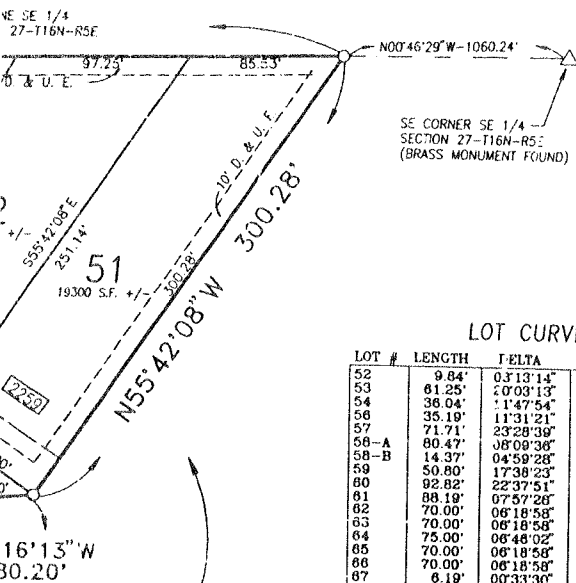 NE SE 1/4
27-T16N-R5E
N00°46'29"W-1060.24'
97.25'
85.53'
D. & U. E.
SE CORNER SE 1/4
SECTION 27-T16N-R5E
(BRASS MONUMENT FOUND)
10' D. & U. E.
S55°42'08"E
251.14'
+/-
51
19300 S.F. +/-
300.28'
N55°42'08"W 300.28'
2259
16'13"W
80.20'
LOT CURV
LOT # LENGTH DELTA
52 9.84' 03°13'14"
53 61.25' 20°03'13"
54 36.04' 11°47'54"
56 35.19' 11°31'21"
57 71.71' 23°28'39"
58-A 80.47' 08°09'36"
58-B 14.37' 04°59'28"
59 50.80' 17°38'23"
60 92.82' 22°37'51"
61 88.19' 07°57'26"
62 70.00' 06°18'58"
63 70.00' 06°18'58"
64 75.00' 06°46'02"
65 70.00' 06°18'58"
66 70.00' 06°18'58"
67 6.19' 00°33'30"